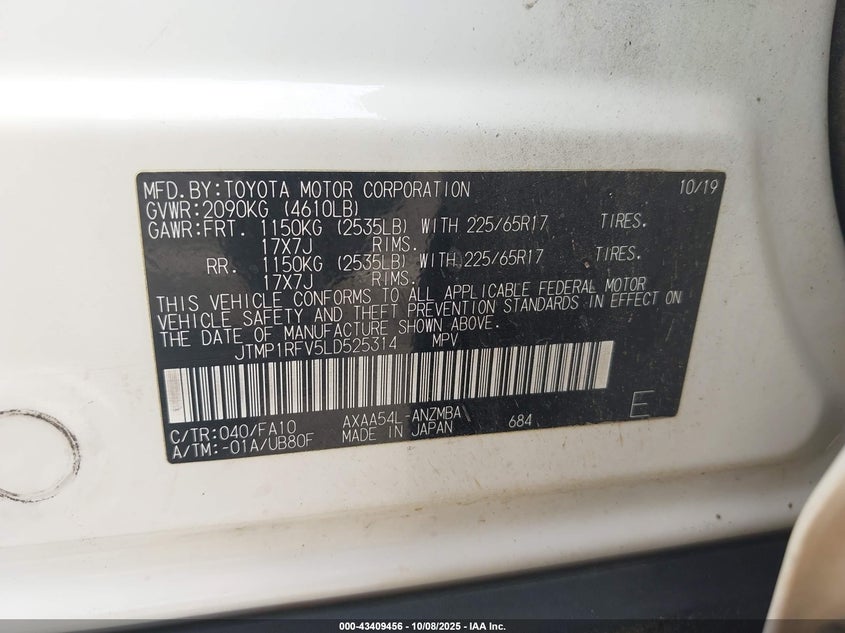 MFD.BY:TOYOTA MOTOR CORPORATION 10/19
GVWR:2090KG (4610LB)
GAWR:FRT. 1150KG (2535LB) WITH 225/65R17 TIRES.
17X7J RIMS.
RR. 1150KG (2535LB) WITH 225/65R17 TIRES.
17X7J RIMS.
THIS VEHICLE CONFORMS TO ALL APPLICABLE FEDERAL MOTOR
VEHICLE SAFETY AND THEFT PREVENTION STANDARDS IN EFFECT ON
THE DATE OF MANUFACTURE SHOWN ABOVE.
JTMP1RFV5LD525314 MPV
C/TR:040/FA10 AXAA54L-ANZMBA 684 E
A/TM:-01A/UB80F MADE IN JAPAN
000-43409456 - 10/08/2025 - IAA Inc.